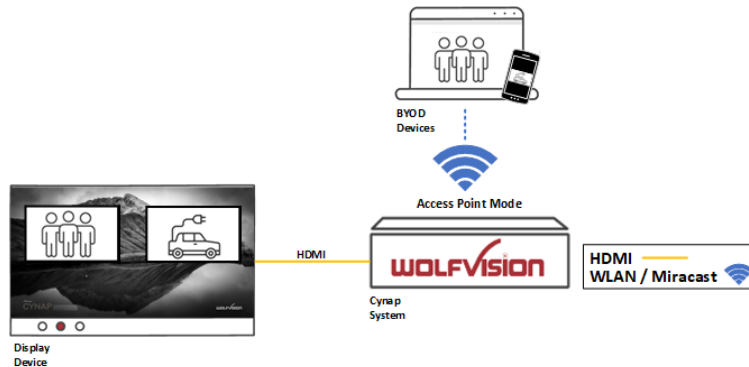 BYOD
Devices
Access Point Mode
HDMI
WOLFVISION
HDMI
WLAN / Miracast
CYNAP
WOLFVISION
Cynap
System
Display
Device